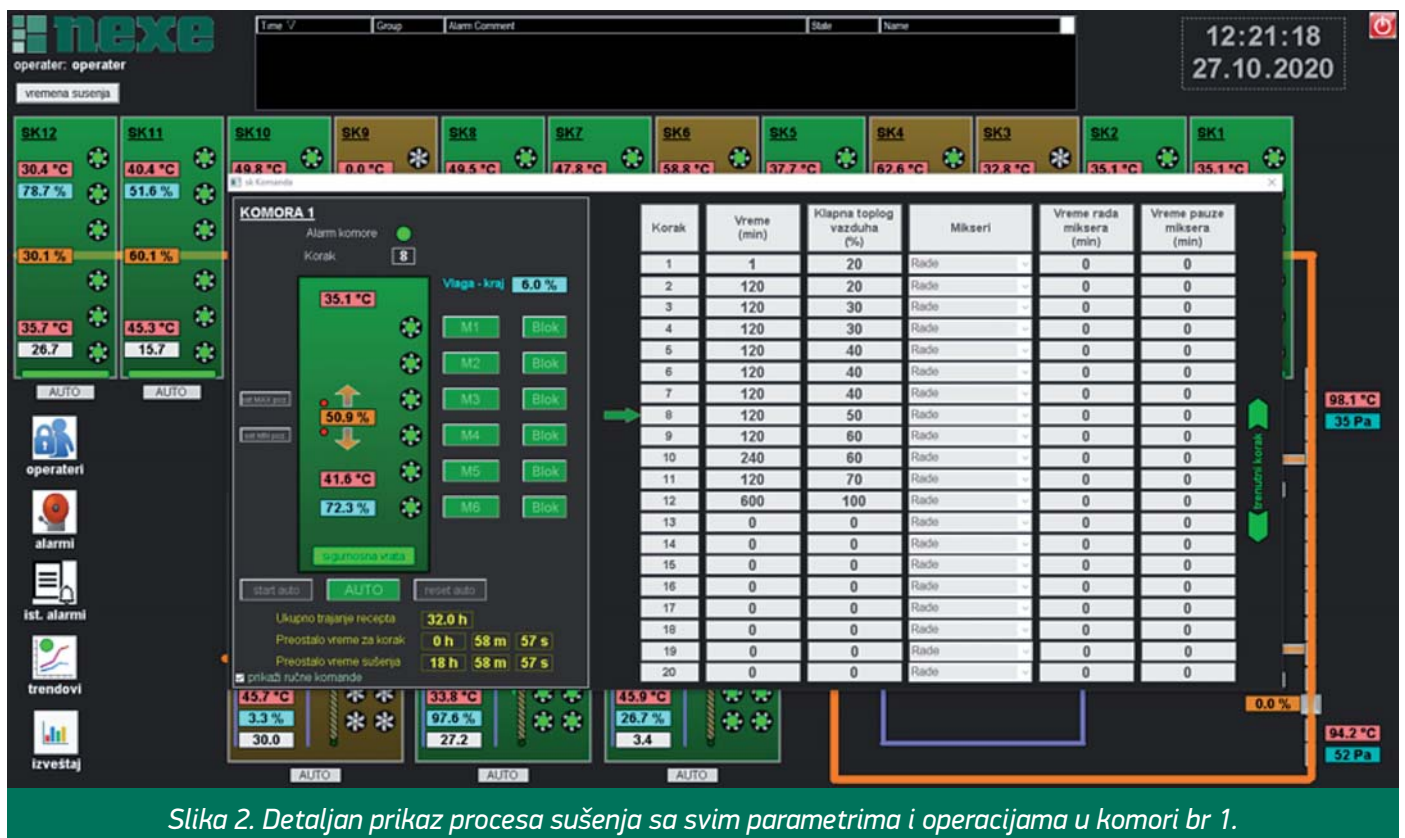 nexe
operater: operater
vremena susenja
Time Group Alarm Comment State Name
12:21:18
27.10.2020
SK12 SK11 SK10 SK9 SK8 SK7 SK6 SK5 SK4 SK3 SK2 SK1
30.4 °C 40.4 °C 49.8 °C 0.0 °C 49.5 °C 47.8 °C 58.8 °C 37.7 °C 62.6 °C 32.8 °C 35.1 °C 35.1 °C
78.7 % 51.6 %
30.1 % 60.1 %
35.7 °C 45.3 °C
26.7 15.7
AUTO AUTO
operateri
alarmi
ist. alarmi
trendovi
izveštaj
sk Komanda
KOMORA 1
Alarm komore
Korak 8
Vlaga - kraj 6.0 %
35.1 °C
M1 Blok
M2 Blok
set MAX poz. M3 Blok
50.9 %
set MIN poz. M4 Blok
41.6 °C M5 Blok
72.3 % M6 Blok
sigurnosna vrata
start auto AUTO reset auto
Ukupno trajanje recepta 32.0 h
Preostalo vreme za korak 0 h 58 m 57 s
Preostalo vreme sušenja 18 h 58 m 57 s
prikaži ručne komande
Korak Vreme (min) Klapna toplog vazduha (%) Mikseri Vreme rada miksera (min) Vreme pauze miksera (min)
1 1 20 Rade 0 0
2 120 20 Rade 0 0
3 120 30 Rade 0 0
4 120 30 Rade 0 0
5 120 40 Rade 0 0
6 120 40 Rade 0 0
7 120 40 Rade 0 0
8 120 50 Rade 0 0
9 120 60 Rade 0 0
10 240 60 Rade 0 0
11 120 70 Rade 0 0
12 600 100 Rade 0 0
13 0 0 Rade 0 0
14 0 0 Rade 0 0
15 0 0 Rade 0 0
16 0 0 Rade 0 0
17 0 0 Rade 0 0
18 0 0 Rade 0 0
19 0 0 Rade 0 0
20 0 0 Rade 0 0
trenutni korak
98.1 °C
35 Pa
0.0 %
94.2 °C
52 Pa
45.7 °C 33.8 °C 45.9 °C
3.3 % 97.6 % 26.7 %
30.0 27.2 3.4
AUTO AUTO AUTO
Slika 2. Detaljan prikaz procesa sušenja sa svim parametrima i operacijama u komori br 1.